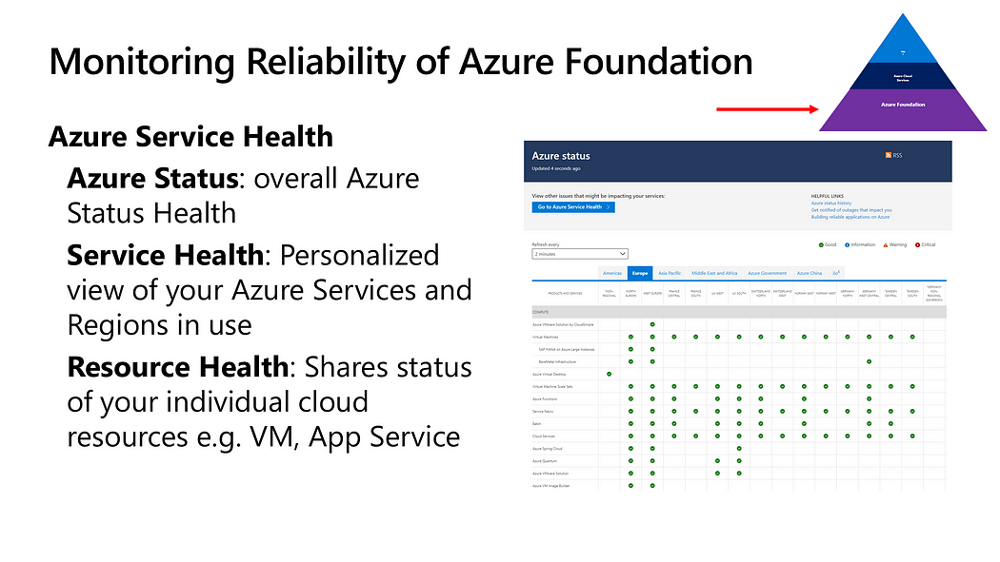 Monitoring Reliability of Azure Foundation
Azure Cloud
Services
Azure Foundation
Azure Service Health
Azure Status: overall Azure
Status Health
Service Health: Personalized
view of your Azure Services and
Regions in use
Resource Health: Shares status
of your individual cloud
resources e.g. VM, App Service
Azure status
RSS
Updated 4 seconds ago
View other issues that might be impacting your services:
Go to Azure Service Health
HELPFUL LINKS
Azure status history
Get notified of outages that impact you
Building reliable applications on Azure
Refresh every
2 minutes
Good Information Warning Critical
Americas Europe Asia Pacific Middle East and Africa Azure Government Azure China Jio
PRODUCTS AND SERVICES
NON-REGIONAL
NORTH EUROPE
WEST EUROPE
FRANCE CENTRAL
FRANCE SOUTH
UK WEST
UK SOUTH
SWITZERLAND NORTH
SWITZERLAND WEST
NORWAY EAST
NORWAY WEST
GERMANY NORTH
GERMANY WEST CENTRAL
SWEDEN CENTRAL
SWEDEN SOUTH
GERMANY NON-REGIONAL
COMPUTE
Azure VMware Solution by CloudSimple
Virtual Machines
SAP HANA on Azure Large Instances
BareMetal Infrastructure
Azure Virtual Desktop
Virtual Machine Scale Sets
Azure Functions
Service Fabric
Batch
Cloud Services
Azure Spring Cloud
Azure Quantum
Azure VMware Solution
Azure VM Image Builder